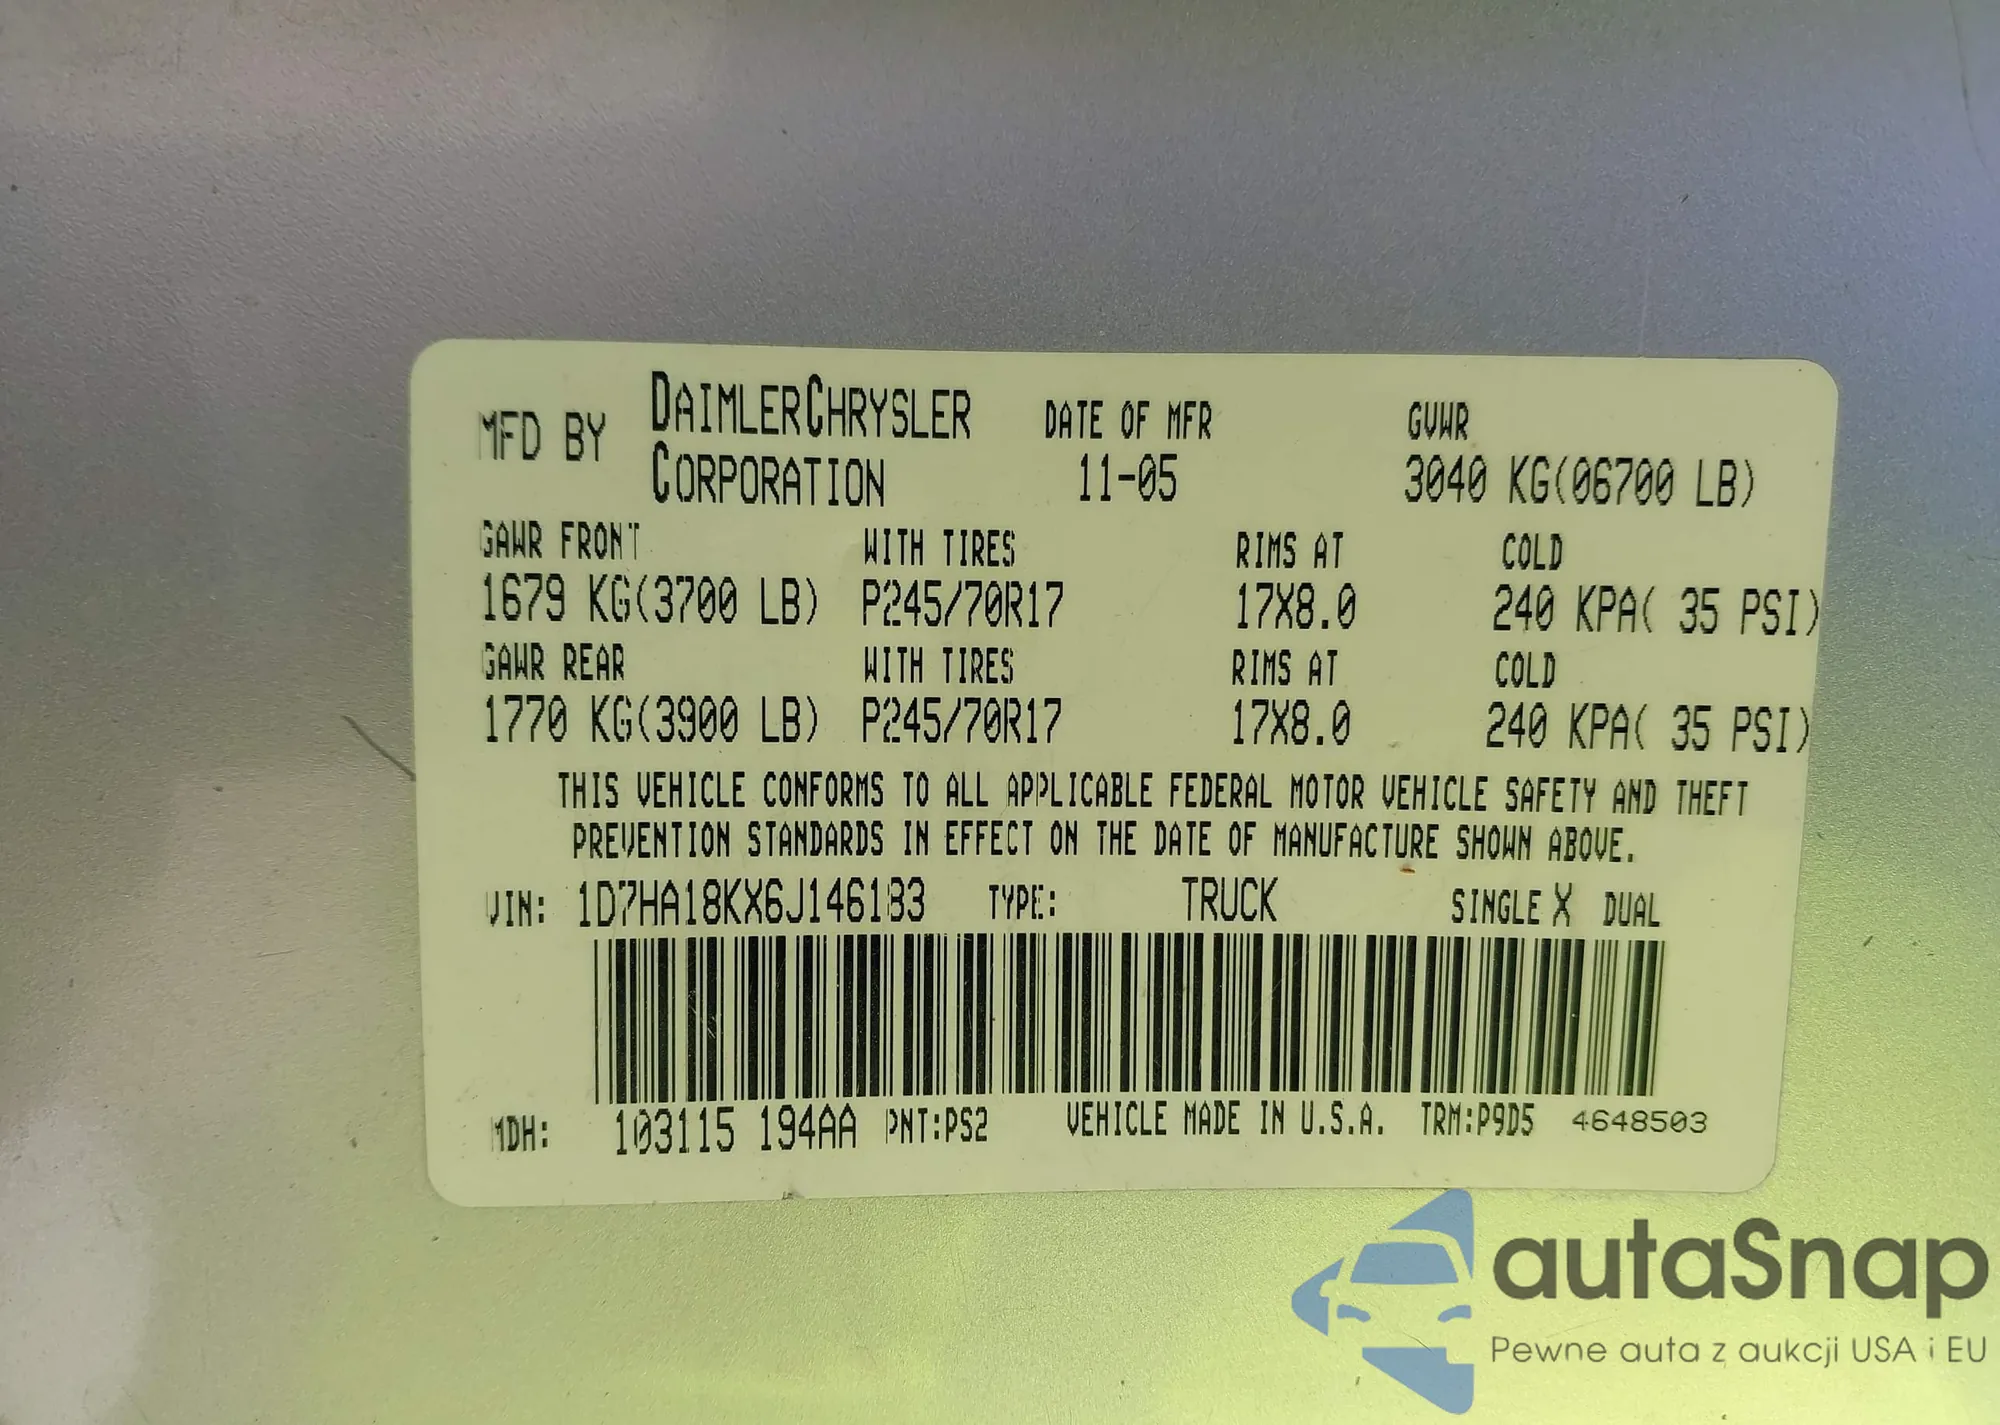 MFD BY DAIMLERCHRYSLER CORPORATION DATE OF MFR 11-05 GVWR 3040 KG(06700 LB)
GAWR FRONT WITH TIRES RIMS AT COLD
1679 KG(3700 LB) P245/70R17 17X8.0 240 KPA( 35 PSI)
GAWR REAR WITH TIRES RIMS AT COLD
1770 KG(3900 LB) P245/70R17 17X8.0 240 KPA( 35 PSI)
THIS VEHICLE CONFORMS TO ALL APPLICABLE FEDERAL MOTOR VEHICLE SAFETY AND THEFT
PREVENTION STANDARDS IN EFFECT ON THE DATE OF MANUFACTURE SHOWN ABOVE.
VIN: 1D7HA18KX6J146183 TYPE: TRUCK SINGLE X DUAL
MDH: 103115 194AA PNT:PS2 VEHICLE MADE IN U.S.A. TRM:P9D5 4648503
autaSnap
Pewne auta z aukcji USA i EU